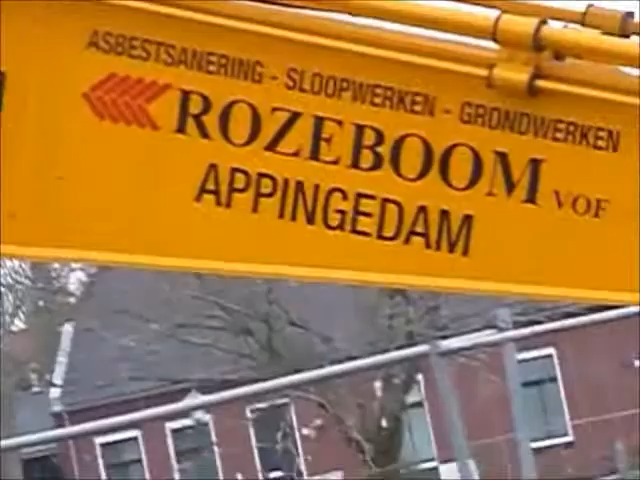 ASBESTSANERING - SLOOPWERKEN - GRONDWERKEN
ROZEBOOM VOF
APPINGEDAM